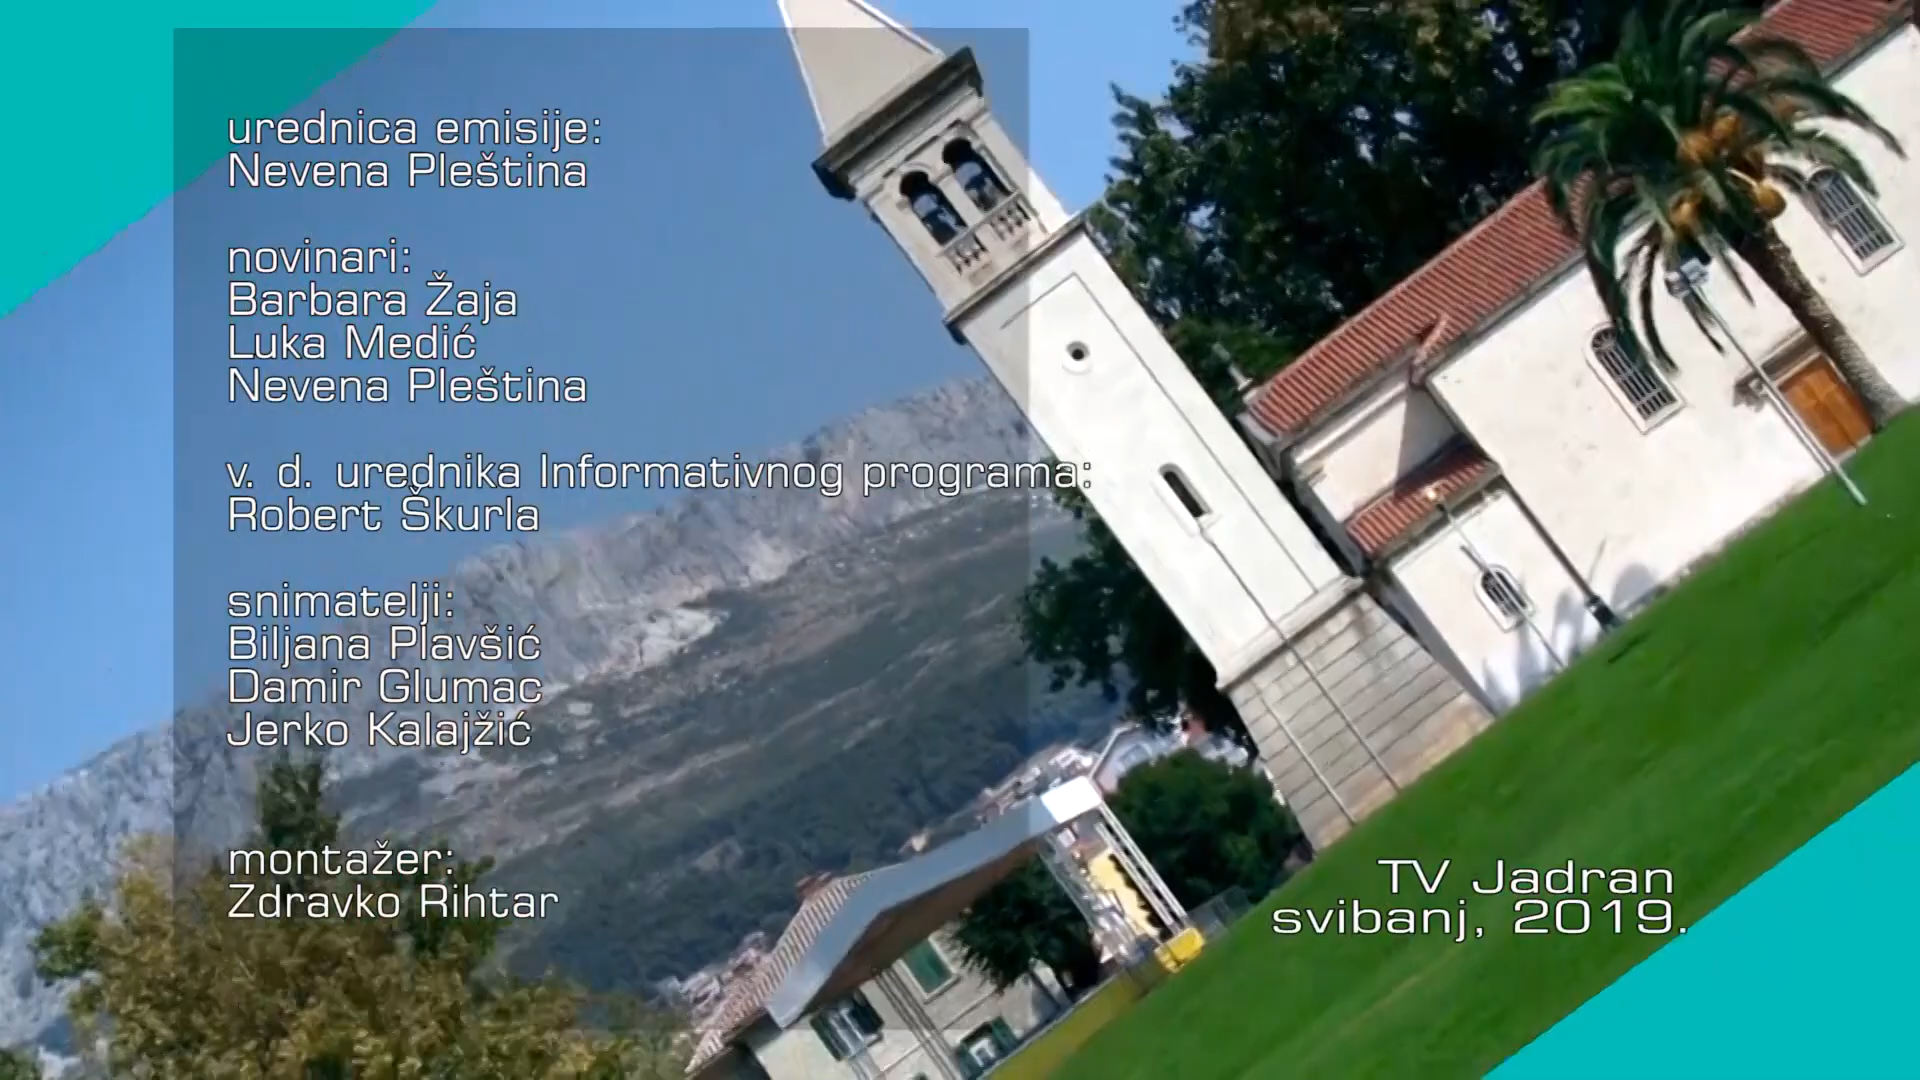 urednica emisije:
Nevena Pleština
novinari:
Barbara Žaja
Luka Medić
Nevena Pleština
v. d. urednika Informativnog programa:
Robert Škurla
snimatelji:
Biljana Plavšić
Damir Glumac
Jerko Kalajžić
montažer:
Zdravko Rihtar
TV Jadran
svibanj, 2019.